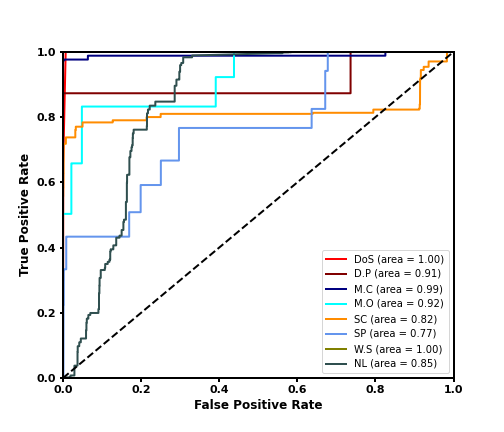 1.0
0.8
0.6
0.4
0.2
0.0
True Positive Rate
DoS (area = 1.00)
D.P (area = 0.91)
M.C (area = 0.99)
M.O (area = 0.92)
SC (area = 0.82)
SP (area = 0.77)
W.S (area = 1.00)
NL (area = 0.85)
0.0 0.2 0.4 0.6 0.8 1.0
False Positive Rate